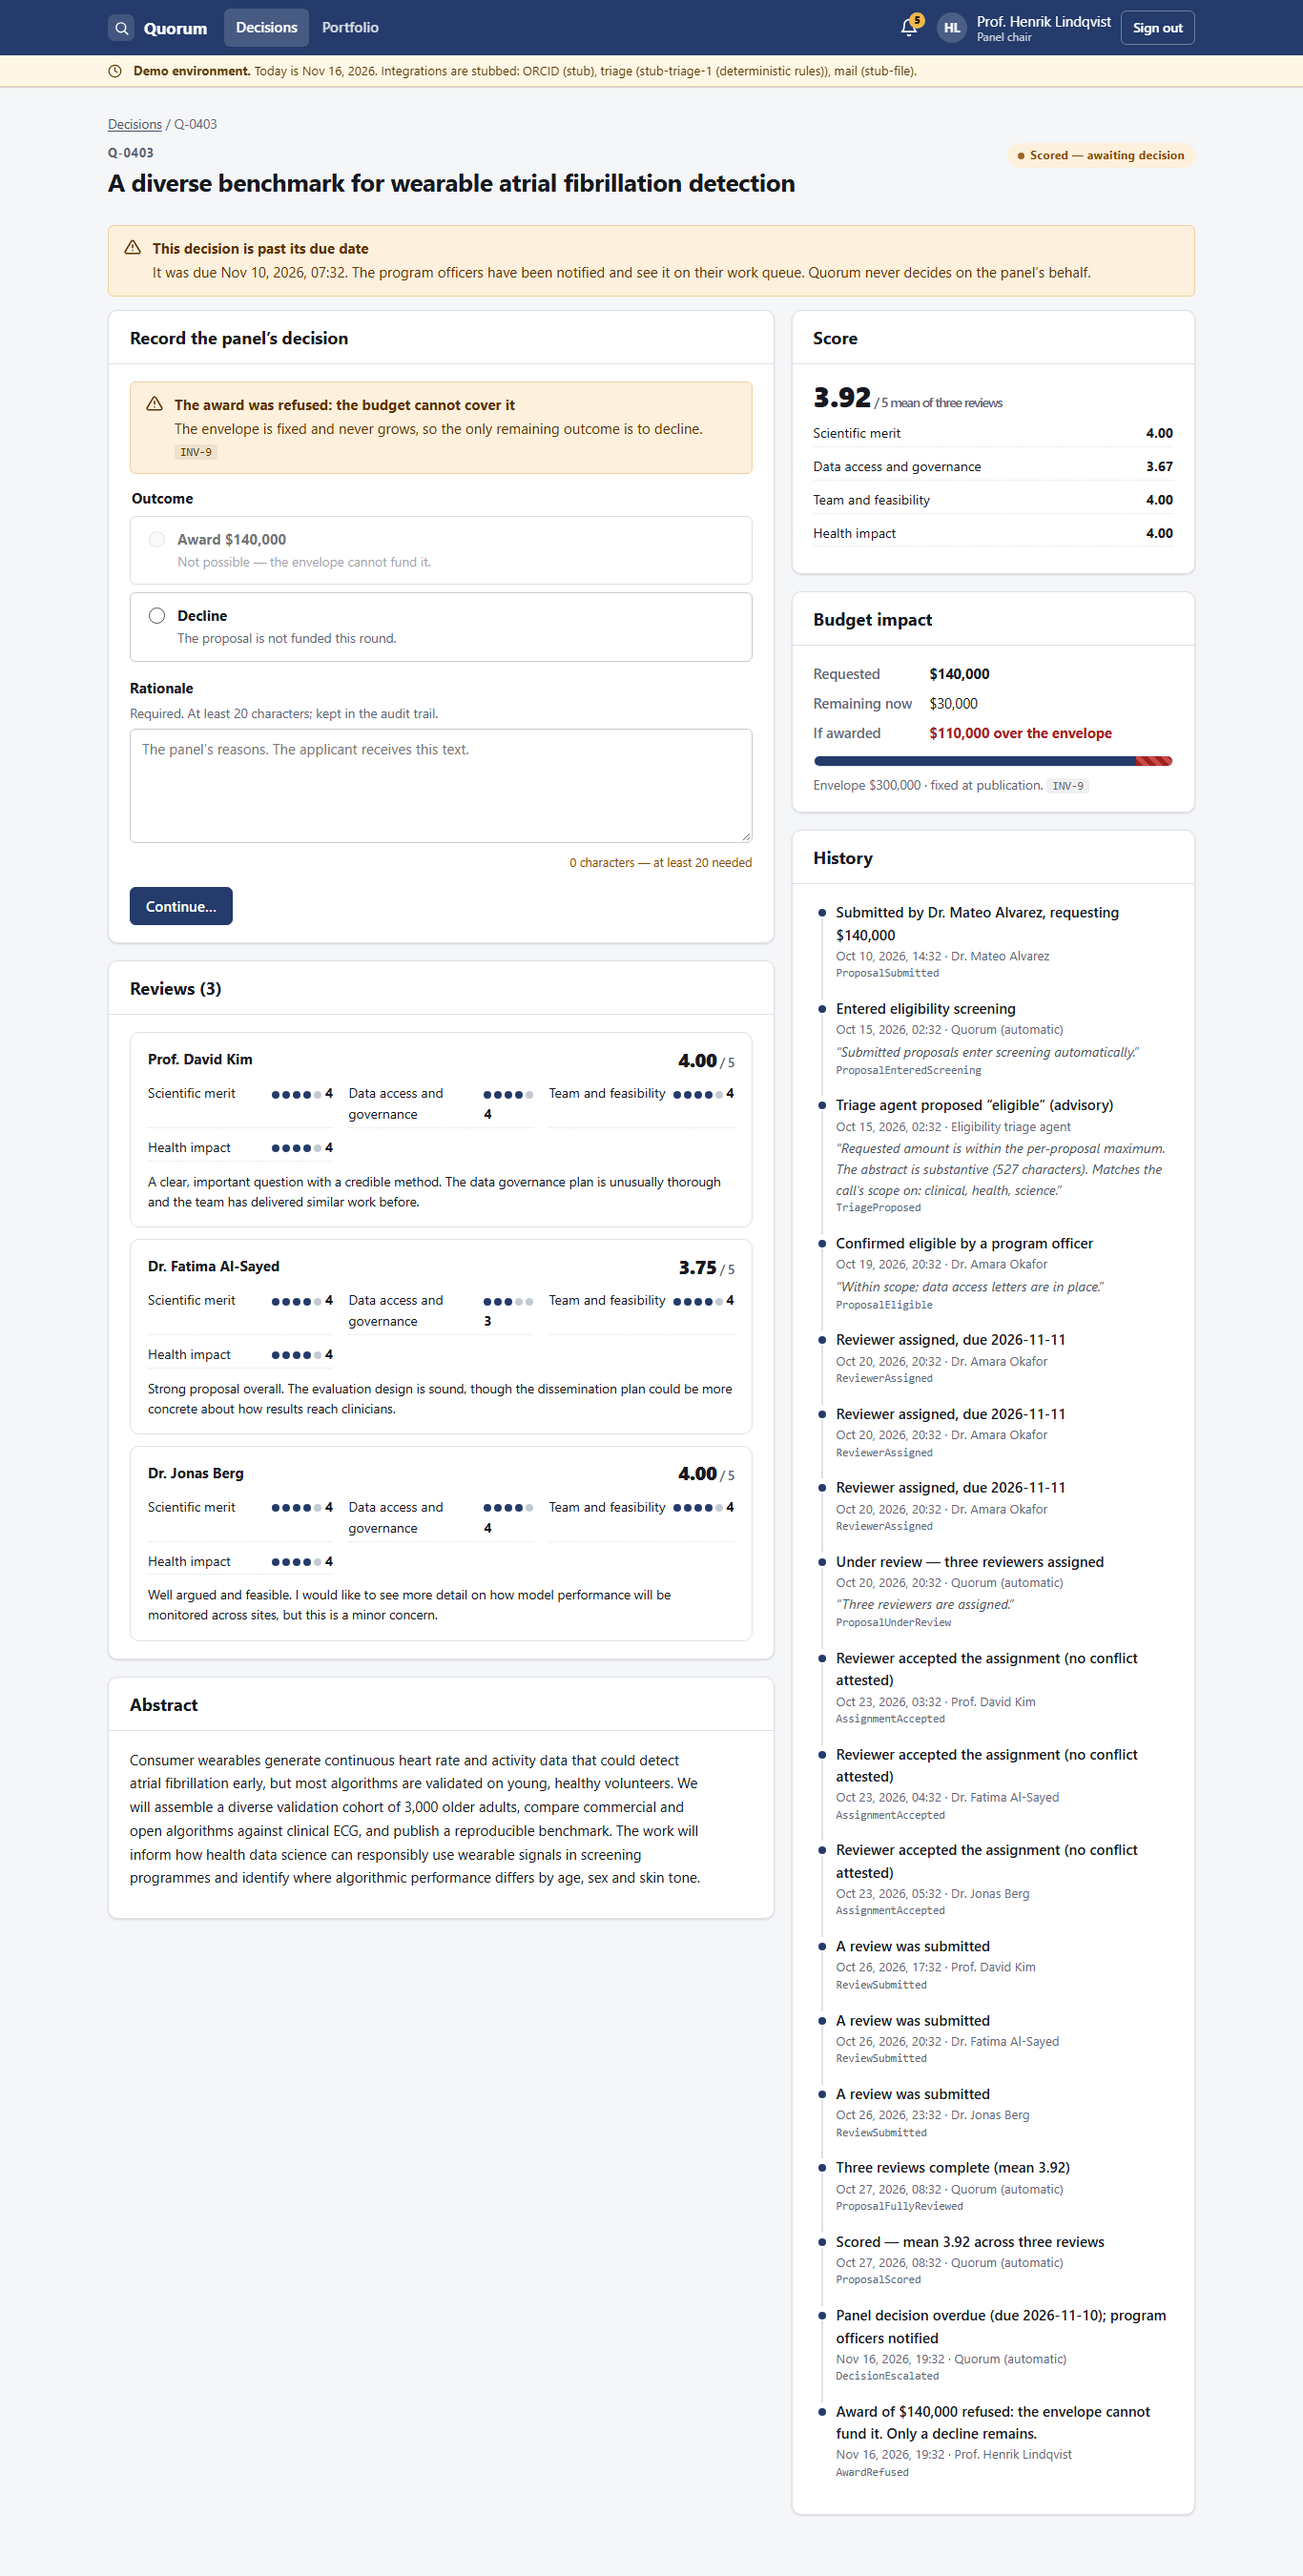 Quorum
Decisions
Portfolio
5
HL
Prof. Henrik Lindqvist
Panel chair
Sign out
Demo environment. Today is Nov 16, 2026. Integrations are stubbed: ORCID (stub), triage (stub-triage-1 (deterministic rules)), mail (stub-file).
Decisions / Q-0403
Q-0403
Scored — awaiting decision
A diverse benchmark for wearable atrial fibrillation detection
This decision is past its due date
It was due Nov 10, 2026, 07:32. The program officers have been notified and see it on their work queue. Quorum never decides on the panel’s behalf.
Record the panel’s decision
The award was refused: the budget cannot cover it
The envelope is fixed and never grows, so the only remaining outcome is to decline.
INV-9
Outcome
Award $140,000
Not possible — the envelope cannot fund it.
Decline
The proposal is not funded this round.
Rationale
Required. At least 20 characters; kept in the audit trail.
The panel’s reasons. The applicant receives this text.
0 characters — at least 20 needed
Continue…
Reviews (3)
Prof. David Kim
4.00 / 5
Scientific merit 4
Data access and governance 4
Team and feasibility 4
Health impact 4
A clear, important question with a credible method. The data governance plan is unusually thorough
and the team has delivered similar work before.
Dr. Fatima Al-Sayed
3.75 / 5
Scientific merit 4
Data access and governance 3
Team and feasibility 4
Health impact 4
Strong proposal overall. The evaluation design is sound, though the dissemination plan could be more
concrete about how results reach clinicians.
Dr. Jonas Berg
4.00 / 5
Scientific merit 4
Data access and governance 4
Team and feasibility 4
Health impact 4
Well argued and feasible. I would like to see more detail on how model performance will be
monitored across sites, but this is a minor concern.
Abstract
Consumer wearables generate continuous heart rate and activity data that could detect
atrial fibrillation early, but most algorithms are validated on young, healthy volunteers. We
will assemble a diverse validation cohort of 3,000 older adults, compare commercial and
open algorithms against clinical ECG, and publish a reproducible benchmark. The work will
inform how health data science can responsibly use wearable signals in screening
programmes and identify where algorithmic performance differs by age, sex and skin tone.
Score
3.92 / 5 mean of three reviews
Scientific merit 4.00
Data access and governance 3.67
Team and feasibility 4.00
Health impact 4.00
Budget impact
Requested $140,000
Remaining now $30,000
If awarded $110,000 over the envelope
Envelope $300,000 · fixed at publication. INV-9
History
Submitted by Dr. Mateo Alvarez, requesting
$140,000
Oct 10, 2026, 14:32 · Dr. Mateo Alvarez
ProposalSubmitted
Entered eligibility screening
Oct 15, 2026, 02:32 · Quorum (automatic)
“Submitted proposals enter screening automatically.”
ProposalEnteredScreening
Triage agent proposed “eligible” (advisory)
Oct 15, 2026, 02:32 · Eligibility triage agent
“Requested amount is within the per-proposal maximum.
The abstract is substantive (527 characters). Matches the
call’s scope on: clinical, health, science.”
TriageProposed
Confirmed eligible by a program officer
Oct 19, 2026, 20:32 · Dr. Amara Okafor
“Within scope; data access letters are in place.”
ProposalEligible
Reviewer assigned, due 2026-11-11
Oct 20, 2026, 20:32 · Dr. Amara Okafor
ReviewerAssigned
Reviewer assigned, due 2026-11-11
Oct 20, 2026, 20:32 · Dr. Amara Okafor
ReviewerAssigned
Reviewer assigned, due 2026-11-11
Oct 20, 2026, 20:32 · Dr. Amara Okafor
ReviewerAssigned
Under review — three reviewers assigned
Oct 20, 2026, 20:32 · Quorum (automatic)
“Three reviewers are assigned.”
ProposalUnderReview
Reviewer accepted the assignment (no conflict
attested)
Oct 23, 2026, 03:32 · Prof. David Kim
AssignmentAccepted
Reviewer accepted the assignment (no conflict
attested)
Oct 23, 2026, 04:32 · Dr. Fatima Al-Sayed
AssignmentAccepted
Reviewer accepted the assignment (no conflict
attested)
Oct 23, 2026, 05:32 · Dr. Jonas Berg
AssignmentAccepted
A review was submitted
Oct 26, 2026, 17:32 · Prof. David Kim
ReviewSubmitted
A review was submitted
Oct 26, 2026, 20:32 · Dr. Fatima Al-Sayed
ReviewSubmitted
A review was submitted
Oct 26, 2026, 23:32 · Dr. Jonas Berg
ReviewSubmitted
Three reviews complete (mean 3.92)
Oct 27, 2026, 08:32 · Quorum (automatic)
ProposalFullyReviewed
Scored — mean 3.92 across three reviews
Oct 27, 2026, 08:32 · Quorum (automatic)
ProposalScored
Panel decision overdue (due 2026-11-10); program
officers notified
Nov 16, 2026, 19:32 · Quorum (automatic)
DecisionEscalated
Award of $140,000 refused: the envelope cannot
fund it. Only a decline remains.
Nov 16, 2026, 19:32 · Prof. Henrik Lindqvist
AwardRefused